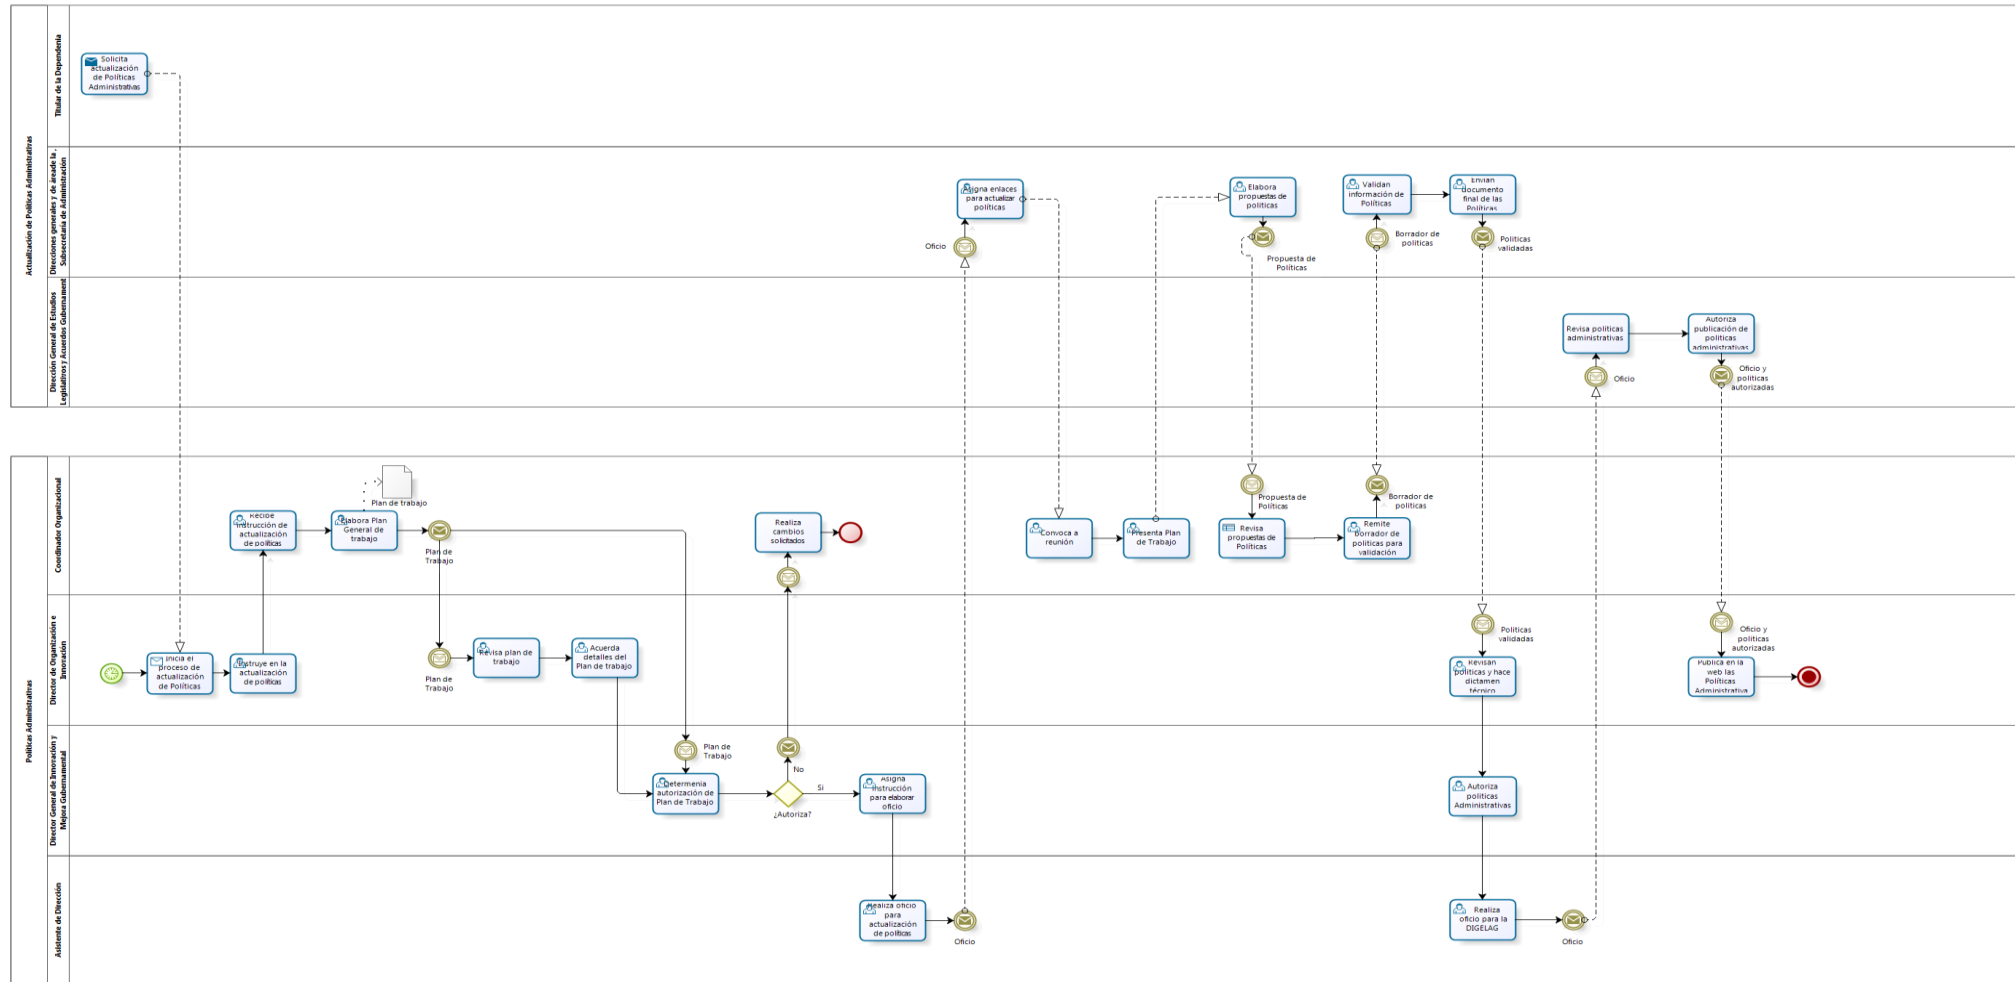 Actualización de Políticas Administrativas
Titular de la Dependenia
Solicita
actualización
de Políticas
Administrativas
Direcciones generales y de áreade la
Subsecretaría de Administración
Asigna enlaces
para actualizar
políticas
Oficio
Elabora
propuestas de
políticas
Propuesta de
Políticas
Validan
información de
Políticas
Borrador de
políticas
Envían
documento
final de las
Políticas
Políticas
validadas
Dirección General de Estudios
Legislativos y Acuerdos Gubernament
Revisa políticas
administrativas
Oficio
Autoriza
publicación de
políticas
administrativas
Oficio y
políticas
autorizadas
Políticas Administrativas
Coordinador Organizacional
Recibe
instrucción de
actualización
de políticas
Plan de trabajo
Elabora Plan
General de
trabajo
Plan de
Trabajo
Realiza
cambios
solicitados
Convoca a
reunión
Presenta Plan
de Trabajo
Propuesta de
Políticas
Revisa
propuestas de
Políticas
Borrador de
políticas
Remite
borrador de
políticas para
validación
Director de Organización e
Innovación
Inicia el
proceso de
actualización
de Políticas
Instruye en la
actualización
de políticas
Plan de
Trabajo
Revisa plan de
trabajo
Acuerda
detalles del
Plan de trabajo
Políticas
validadas
Revisan
políticas y hace
dictamen
técnico
Oficio y
políticas
autorizadas
Publica en la
web las
Políticas
Administrativa
Director General de Innovación y
Mejora Gubernamental
Plan de
Trabajo
Determenia
autorización de
Plan de Trabajo
No
Si
¿Autoriza?
Asigna
instrucción
para elaborar
oficio
Autoriza
políticas
Administrativas
Asistente de Dirección
Realiza oficio
para
actualización
de políticas
Oficio
Realiza
oficio para la
DIGELAG
Oficio